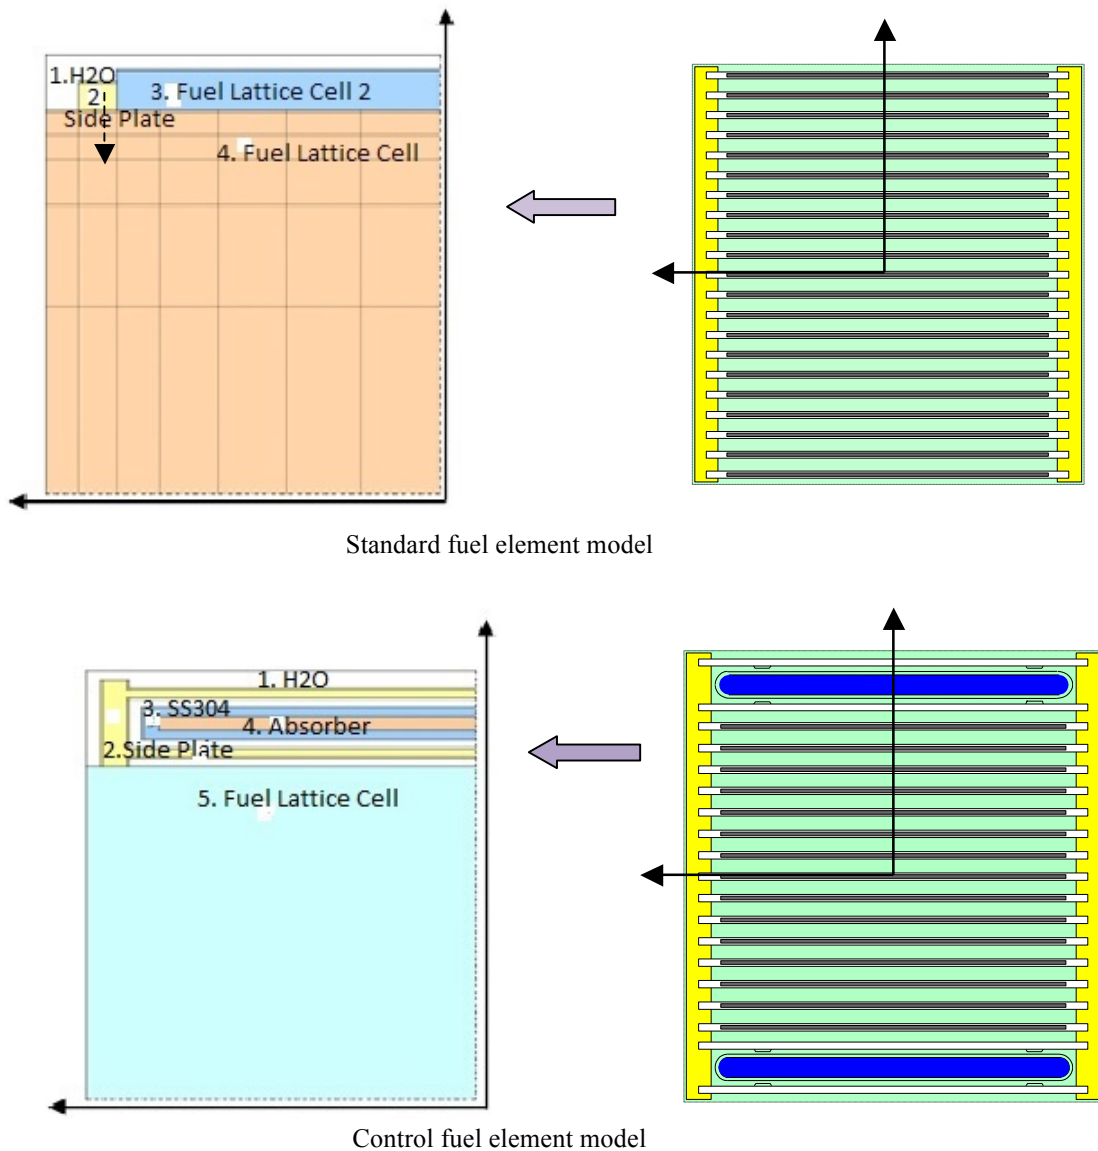 1.H2O
2
3. Fuel Lattice Cell 2
Side Plate
4. Fuel Lattice Cell
Standard fuel element model
1. H2O
3. SS304
4. Absorber
2.Side Plate
5. Fuel Lattice Cell
Control fuel element model